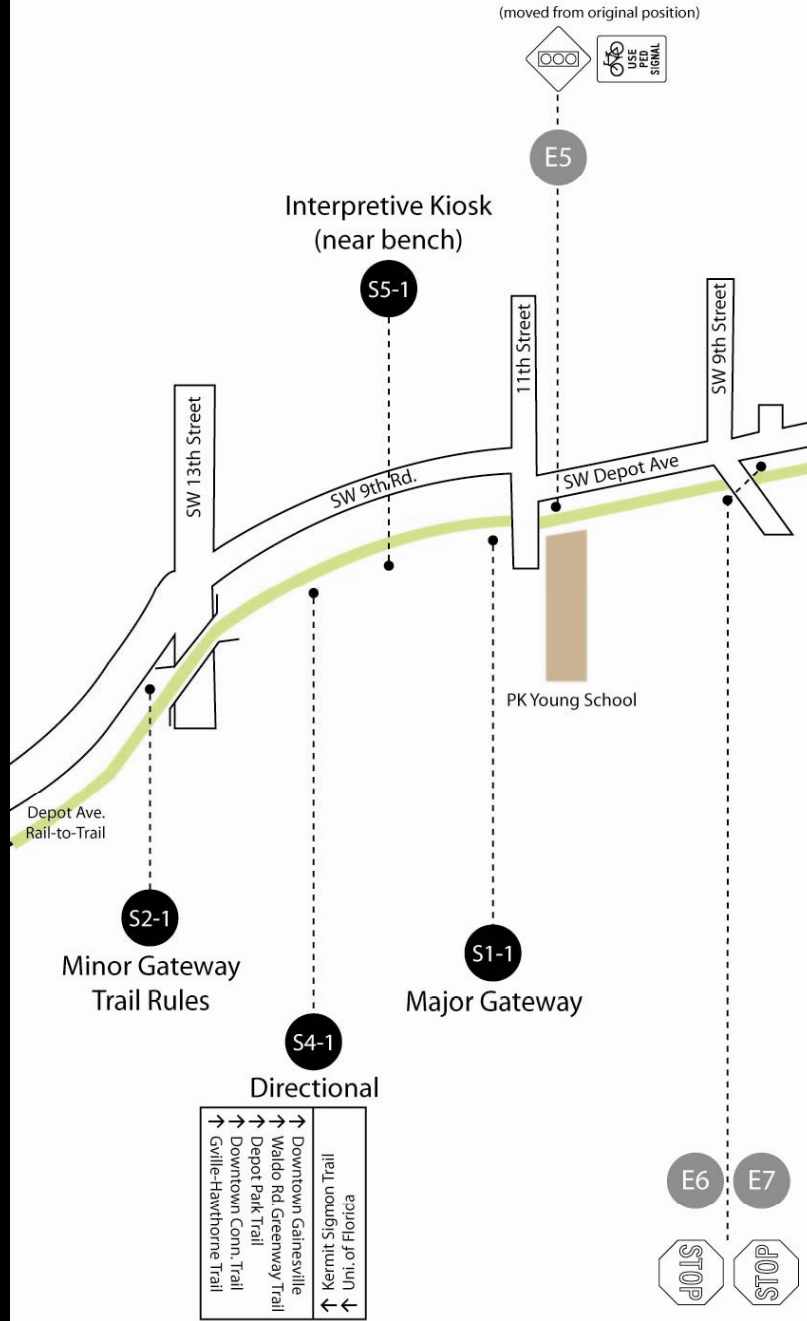 (moved from original position)
USE
PED
SIGNAL
E5
Interpretive Kiosk
(near bench)
S5-1
SW 13th Street
11th Street
SW 9th Street
SW 9th Rd.
SW Depot Ave
PK Young School
Depot Ave.
Rail-to-Trail
S2-1
Minor Gateway
Trail Rules
S1-1
Major Gateway
S4-1
Directional
↑ Uni. of Florida
↑ Kermit Sigmon Trail
→ Downtown Gainesville
→ Waldo Rd. Greenway Trail
→ Depot Park Trail
→ Downtown Conn. Trail
→ Gville-Hawthorne Trail
E6
E7
STOP
STOP